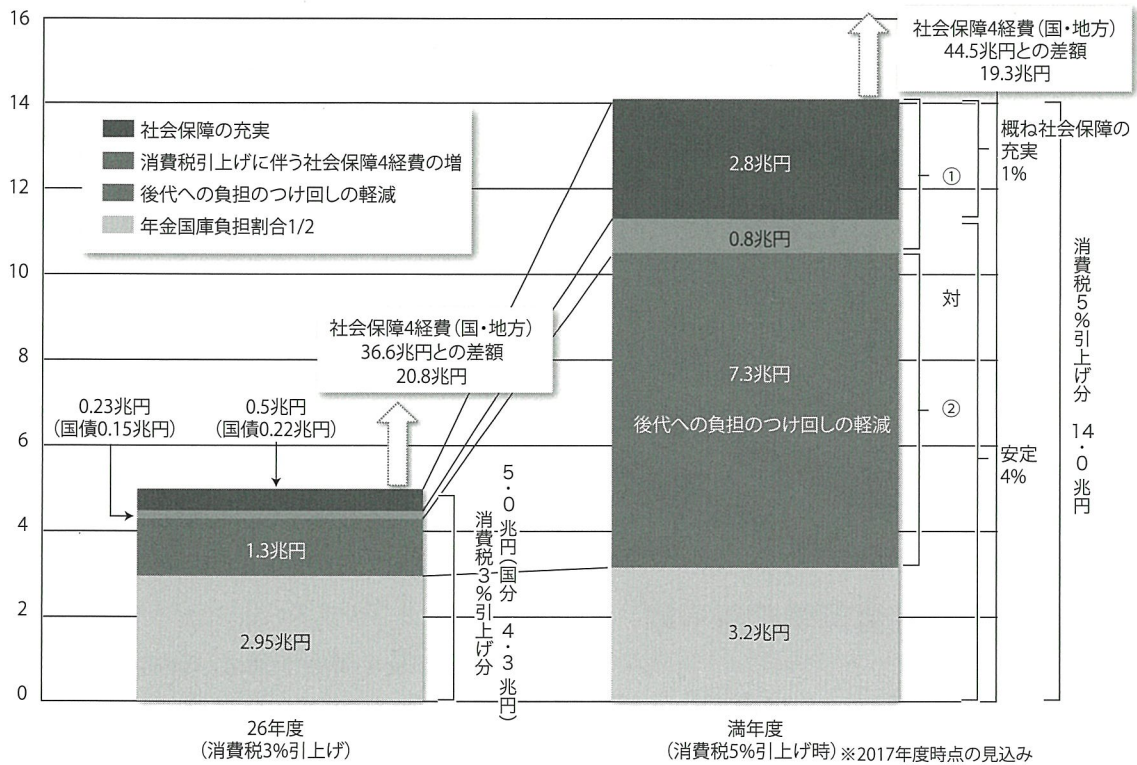 16
14
12
10
8
6
4
2
0
社会保障の充実
消費税引上げに伴う社会保障4経費の増
後代への負担のつけ回しの軽減
年金国庫負担割合1/2
社会保障4経費(国・地方)
36.6兆円との差額
20.8兆円
0.23兆円
(国債0.15兆円)
0.5兆円
(国債0.22兆円)
1.3兆円
2.95兆円
消費税3%引上げ分
5・0兆円(国分 4・3兆円)
26年度
(消費税3%引上げ)
社会保障4経費(国・地方)
44.5兆円との差額
19.3兆円
2.8兆円
0.8兆円
7.3兆円
後代への負担のつけ回しの軽減
3.2兆円
①
対
②
概ね社会保障の
充実
1%
安定
4%
消費税5%引上げ分 14・0兆円
満年度
(消費税5%引上げ時)
※2017年度時点の見込み